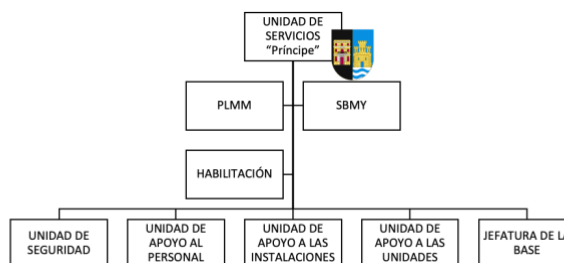 UNIDAD DE
SERVICIOS
“Príncipe”
PLMM
SBMY
HABILITACIÓN
UNIDAD DE
SEGURIDAD
UNIDAD DE
APOYO AL
PERSONAL
UNIDAD DE
APOYO A LAS
INSTALACIONES
UNIDAD DE
APOYO A LAS
UNIDADES
JEFATURA DE LA
BASE